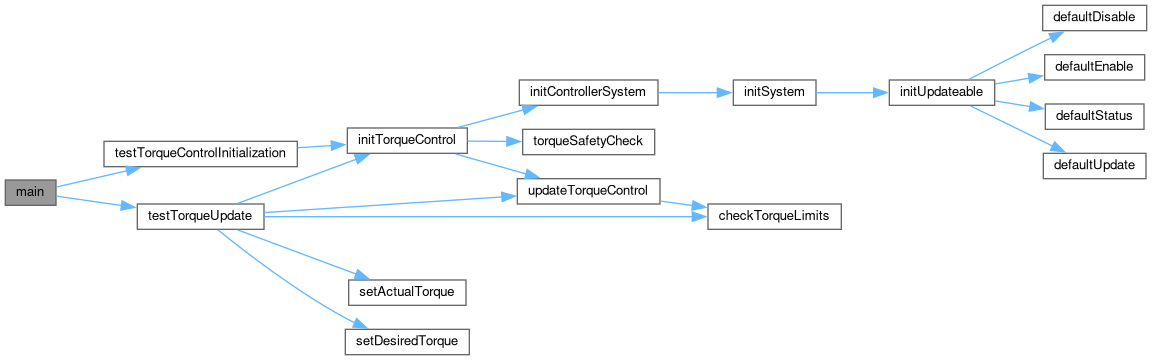 main
testTorqueControlInitialization
testTorqueUpdate
initTorqueControl
initControllerSystem
torqueSafetyCheck
updateTorqueControl
checkTorqueLimits
setActualTorque
setDesiredTorque
initSystem
initUpdateable
defaultDisable
defaultEnable
defaultStatus
defaultUpdate